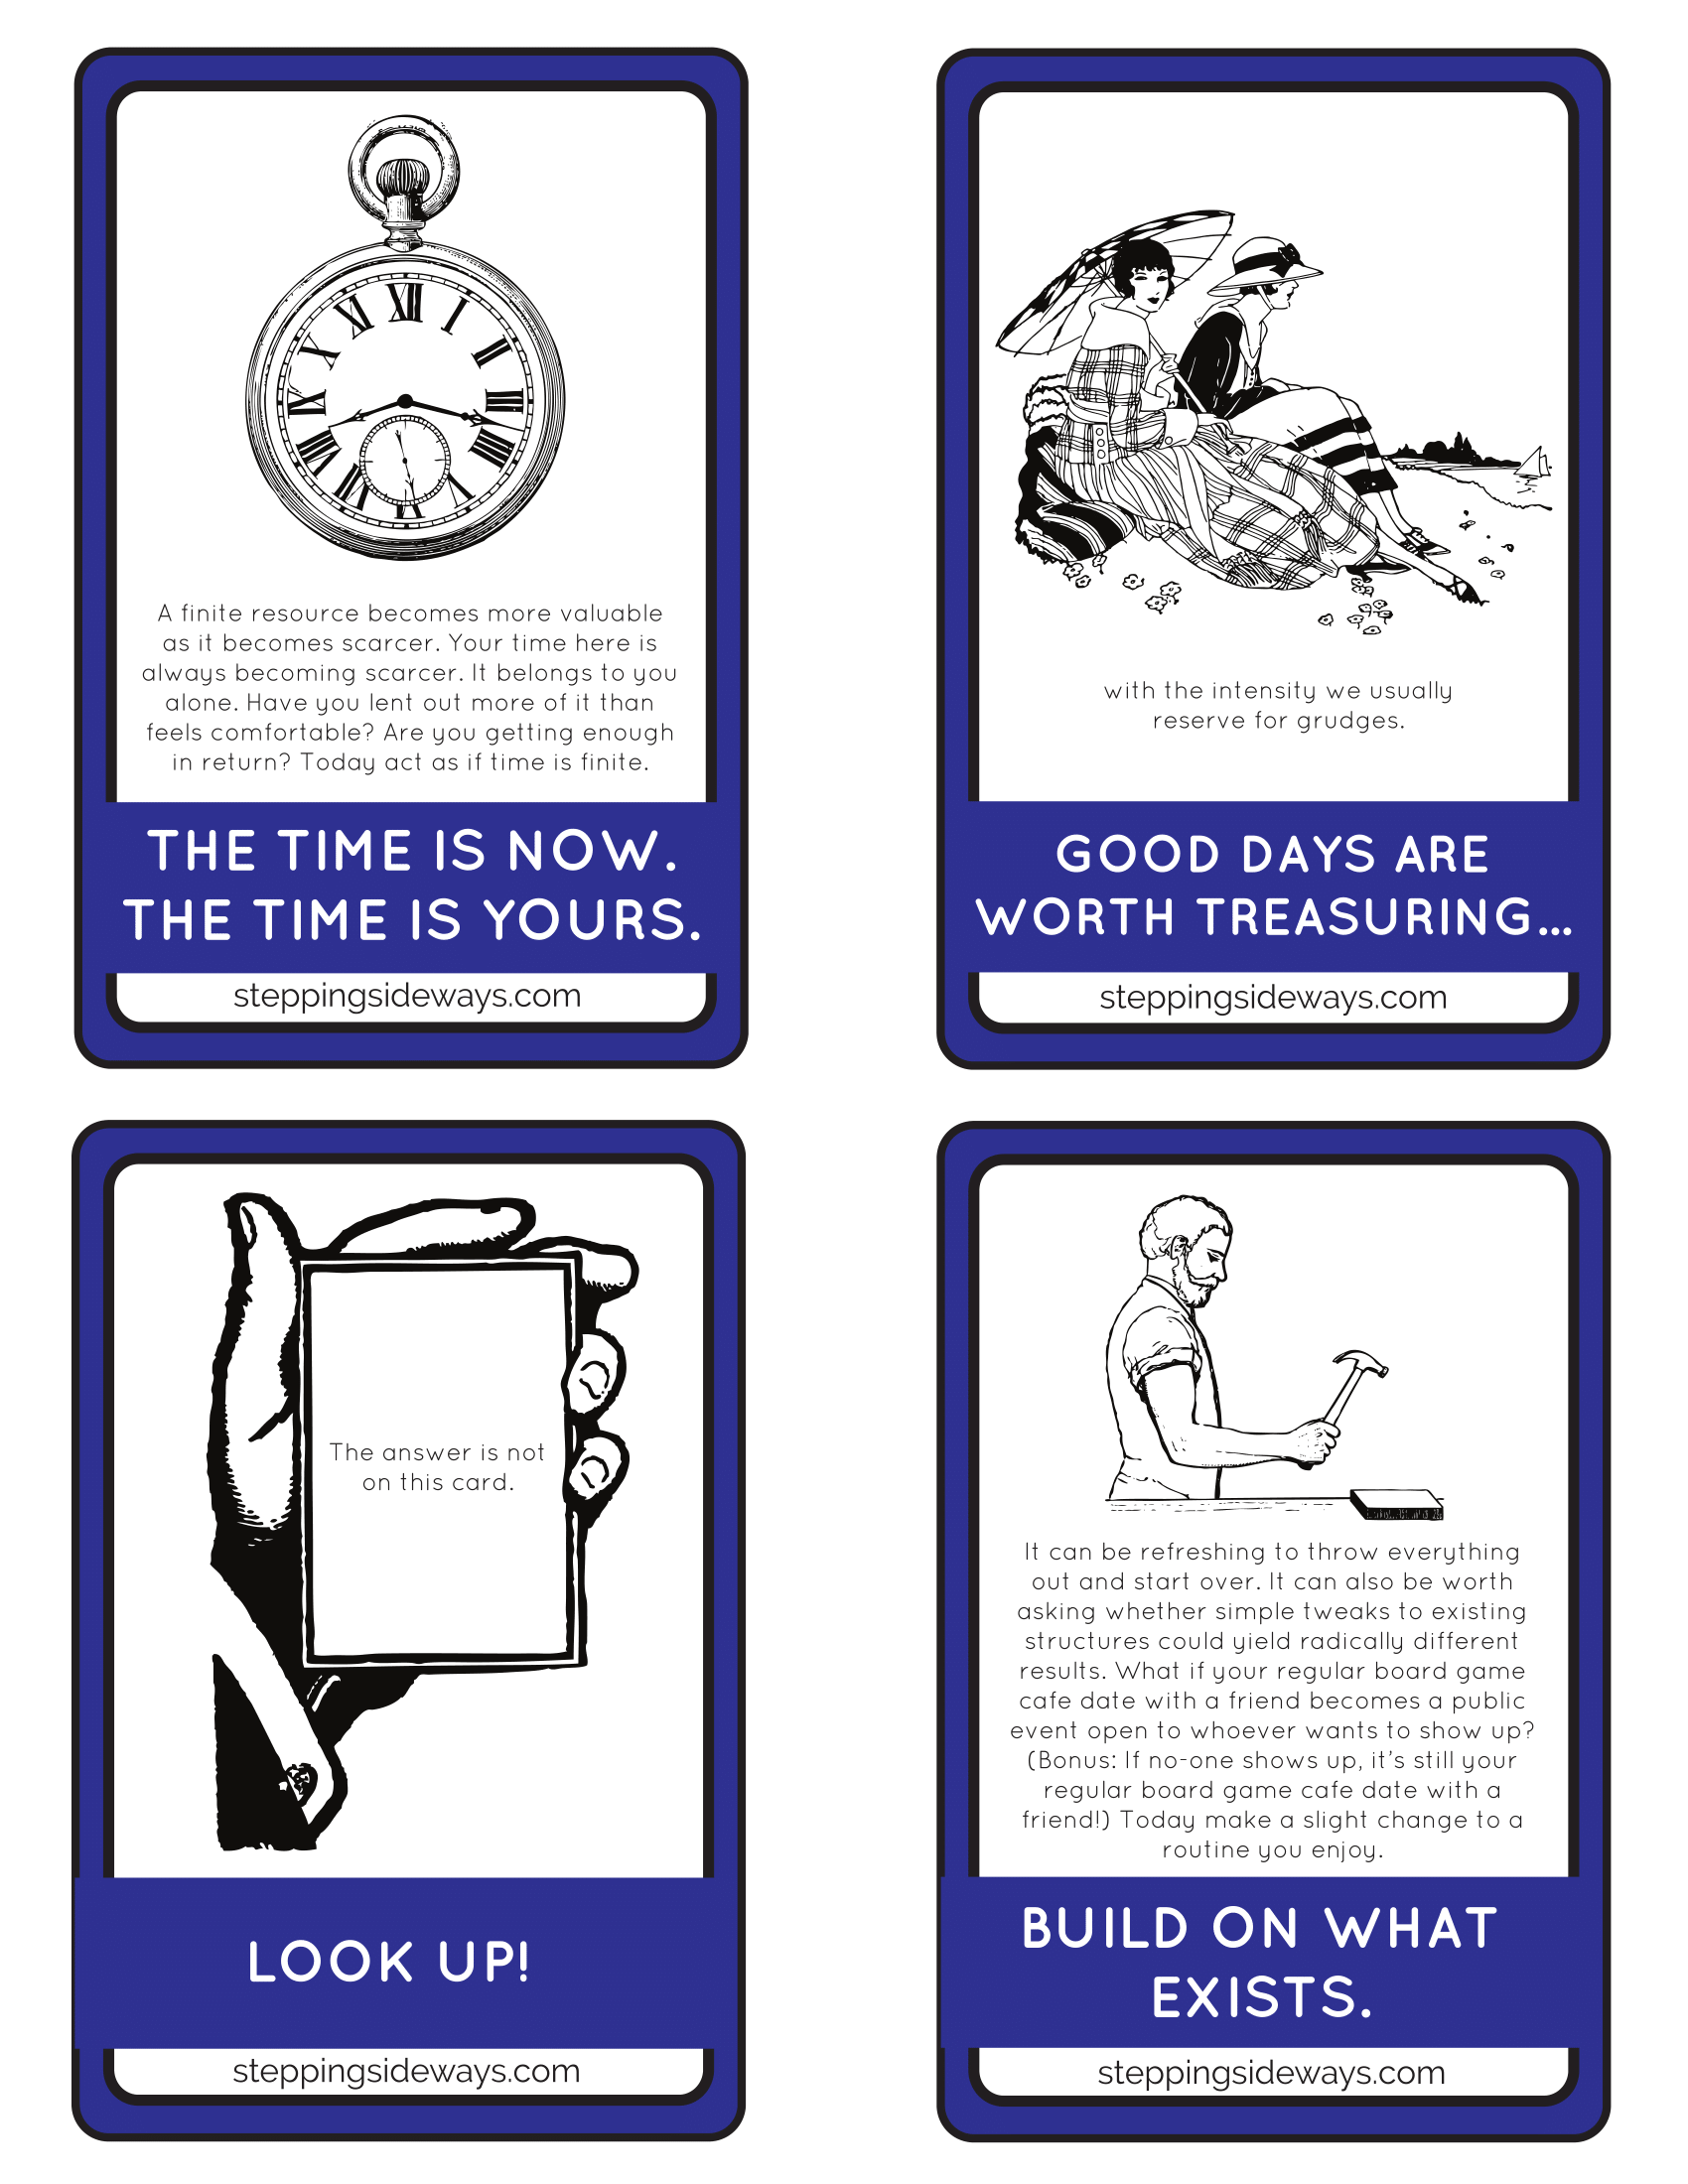 XII
I
II
III
IIII
V
VI
VIII
IX
X
XI
A finite resource becomes more valuable
as it becomes scarcer. Your time here is
always becoming scarcer. It belongs to you
alone. Have you lent out more of it than
feels comfortable? Are you getting enough
in return? Today act as if time is finite.
THE TIME IS NOW.
THE TIME IS YOURS.
steppingsideways.com
with the intensity we usually
reserve for grudges.
GOOD DAYS ARE
WORTH TREASURING...
steppingsideways.com
The answer is not
on this card.
LOOK UP!
steppingsideways.com
It can be refreshing to throw everything
out and start over. It can also be worth
asking whether simple tweaks to existing
structures could yield radically different
results. What if your regular board game
cafe date with a friend becomes a public
event open to whoever wants to show up?
(Bonus: If no-one shows up, it's still your
regular board game cafe date with a
friend!) Today make a slight change to a
routine you enjoy.
BUILD ON WHAT
EXISTS.
steppingsideways.com